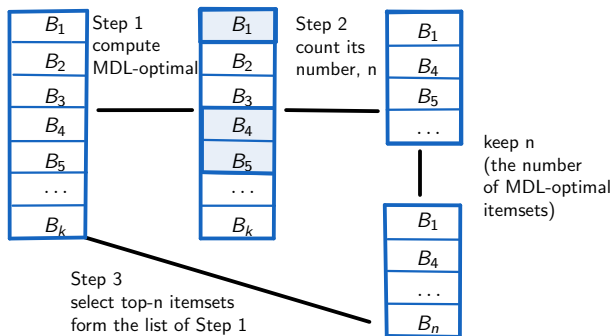 B1
B2
B3
B4
B5
...
Bk
Step 1
compute
MDL-optimal
B1
B2
B3
B4
B5
...
Bk
Step 2
count its
number, n
B1
B4
B5
...
keep n
(the number
of MDL-optimal
itemsets)
B1
B4
...
Bn
Step 3
select top-n itemsets
form the list of Step 1